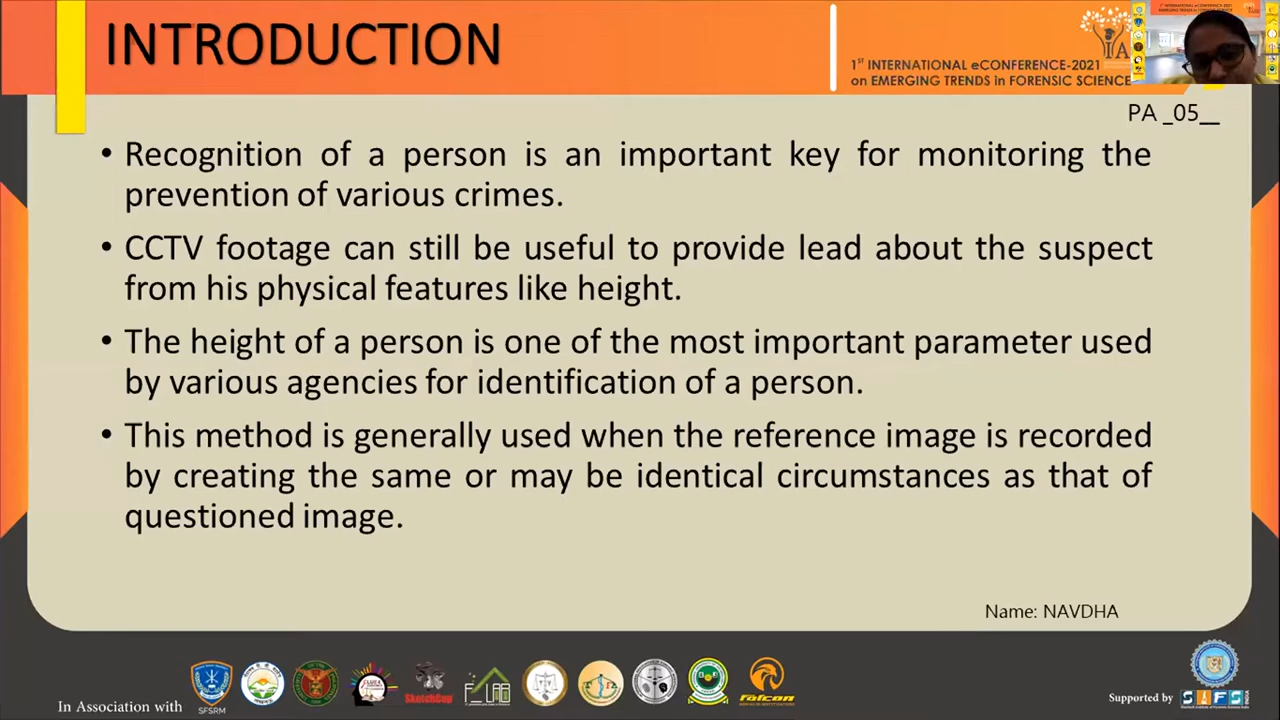 INTRODUCTION
1ST INTERNATIONAL eCONFERENCE-2021
on EMERGING TRENDS in FORENSIC SCIENCE
PA _05__
• Recognition of a person is an important key for monitoring the
prevention of various crimes.
• CCTV footage can still be useful to provide lead about the suspect
from his physical features like height.
• The height of a person is one of the most important parameter used
by various agencies for identification of a person.
• This method is generally used when the reference image is recorded
by creating the same or may be identical circumstances as that of
questioned image.
Name: NAVDHA
In Association with
SFSRM
SketchCop
F LAB
Falcon
Supported by
SIFS